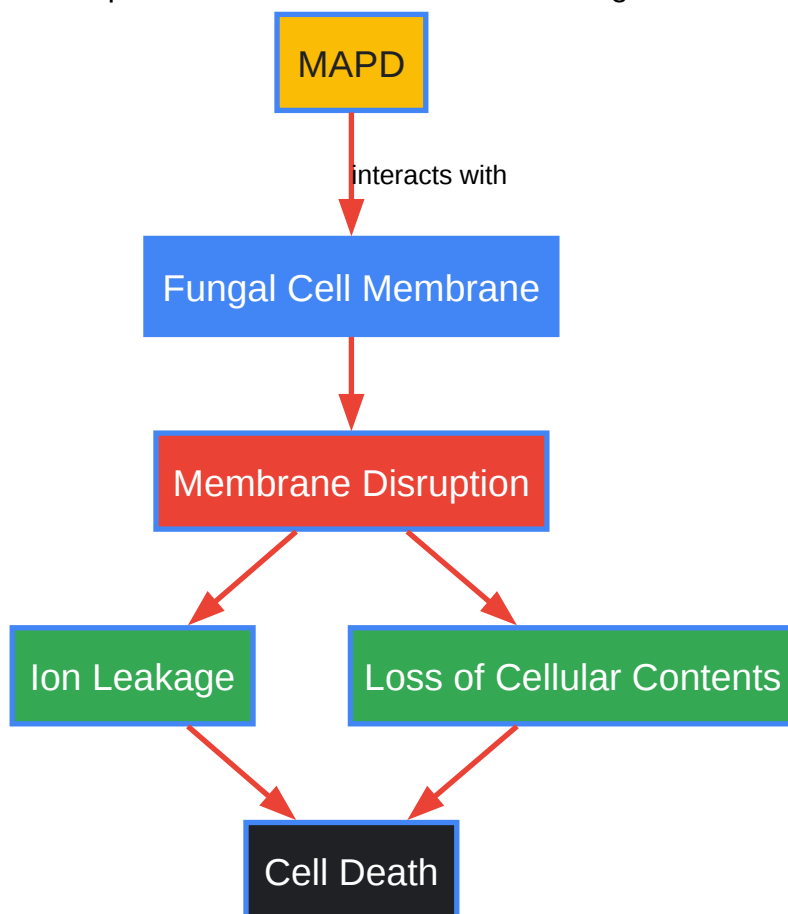 MAPD
interacts with
Fungal Cell Membrane
Membrane Disruption
Ion Leakage
Loss of Cellular Contents
Cell Death